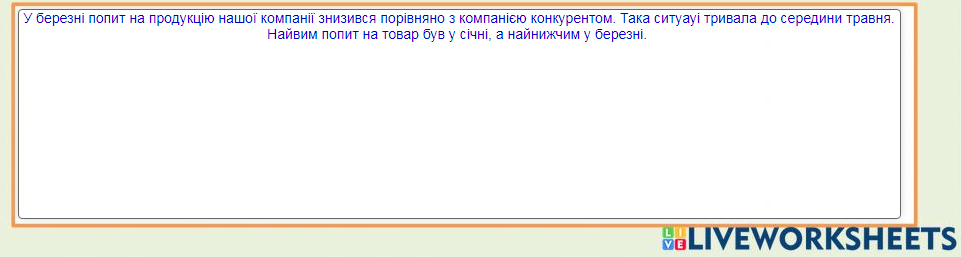 У березні попит на продукцію нашої компанії знизився порівняно з компанією конкурентом. Така ситуауі тривала до середини травня.
Найвим попит на товар був у січні, а найнижчим у березні.
LIVE LIVEWORKSHEETS